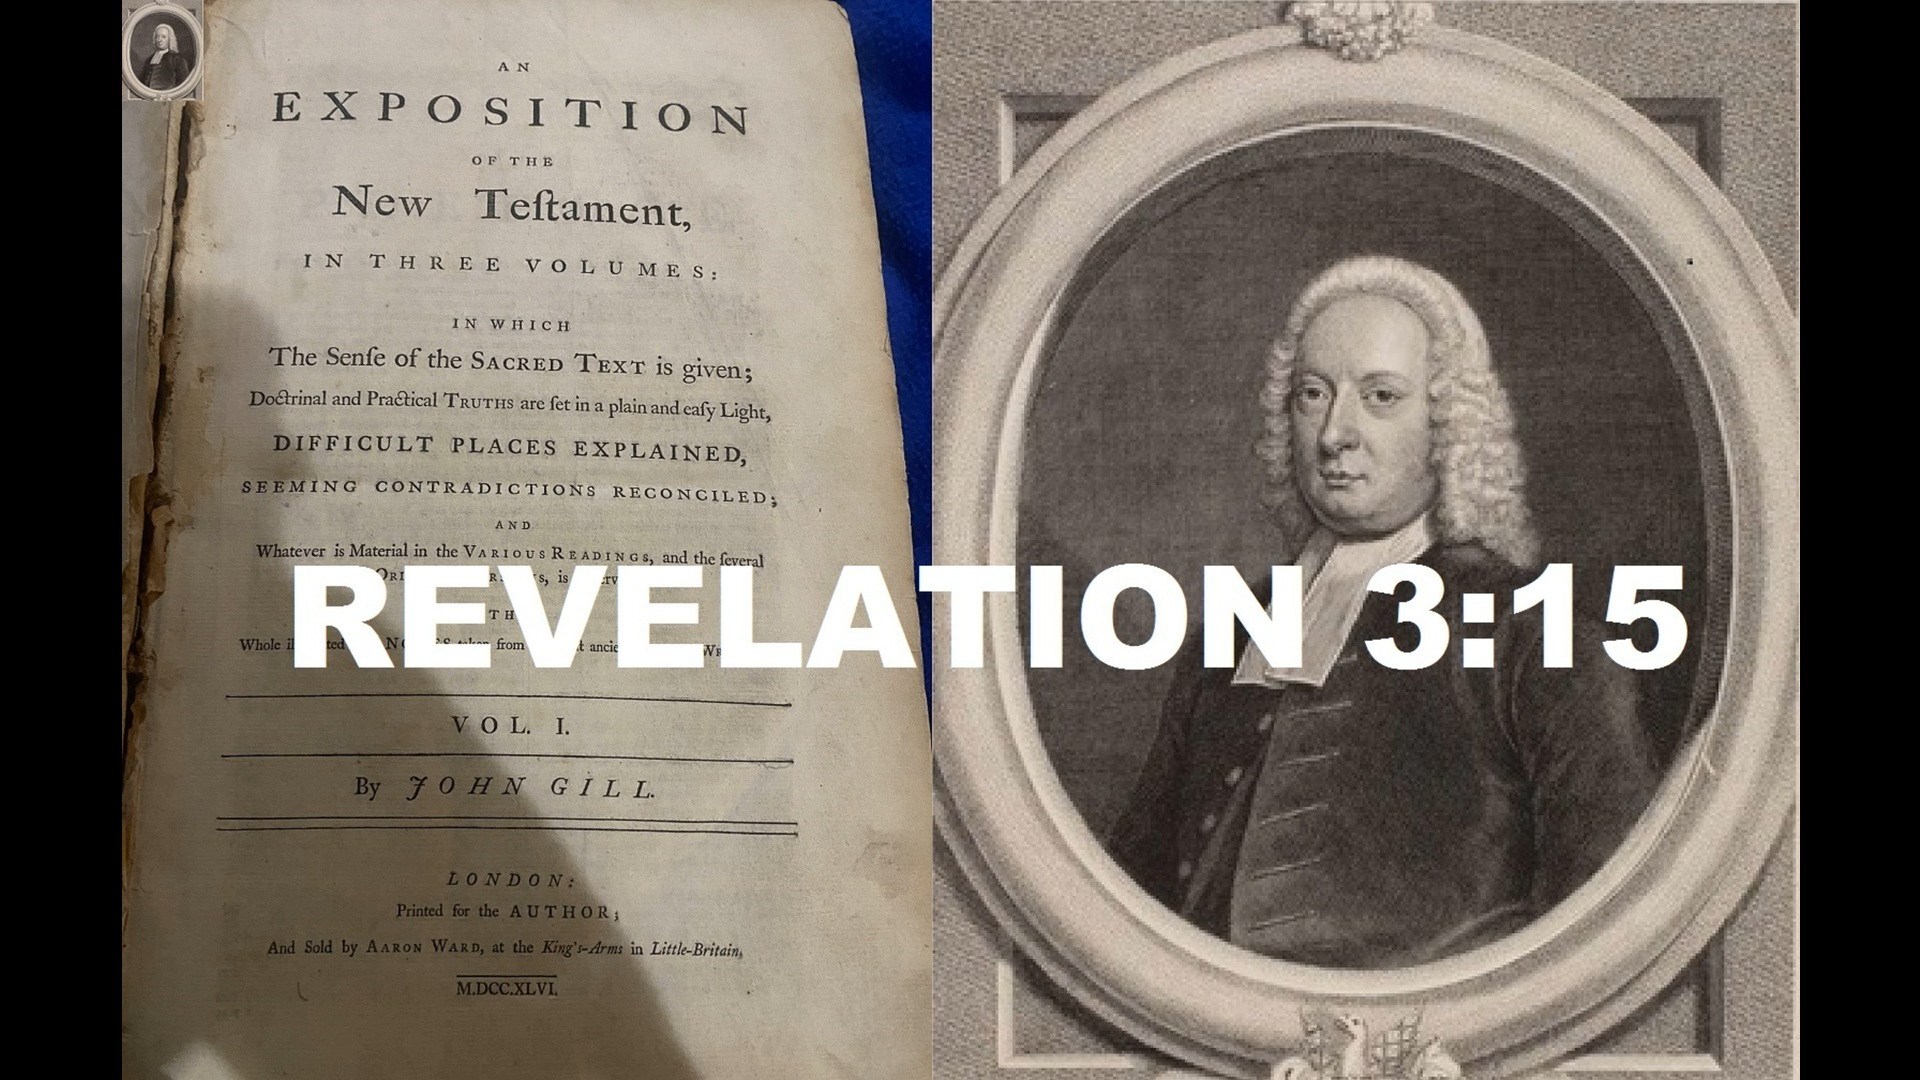 AN
EXPOSITION
OF THE
New Teſtament,
IN THREE VOLUMES:
IN WHICH
The Senſe of the SACRED TEXT is given;
Doctrinal and Practical TRUTHS are ſet in a plain and eaſy Light,
DIFFICULT PLACES EXPLAINED,
SEEMING CONTRADICTIONS RECONCILED;
AND
Whatever is Material in the VARIOUS READINGS, and the ſeveral
is
REVELATION 3:15
Whole from
VOL. I.
By JOHN GILL.
LONDON:
Printed for the AUTHOR;
And Sold by AARON WARD, at the King's-Arms in Little-Britain,
M.DCC.XLVI.